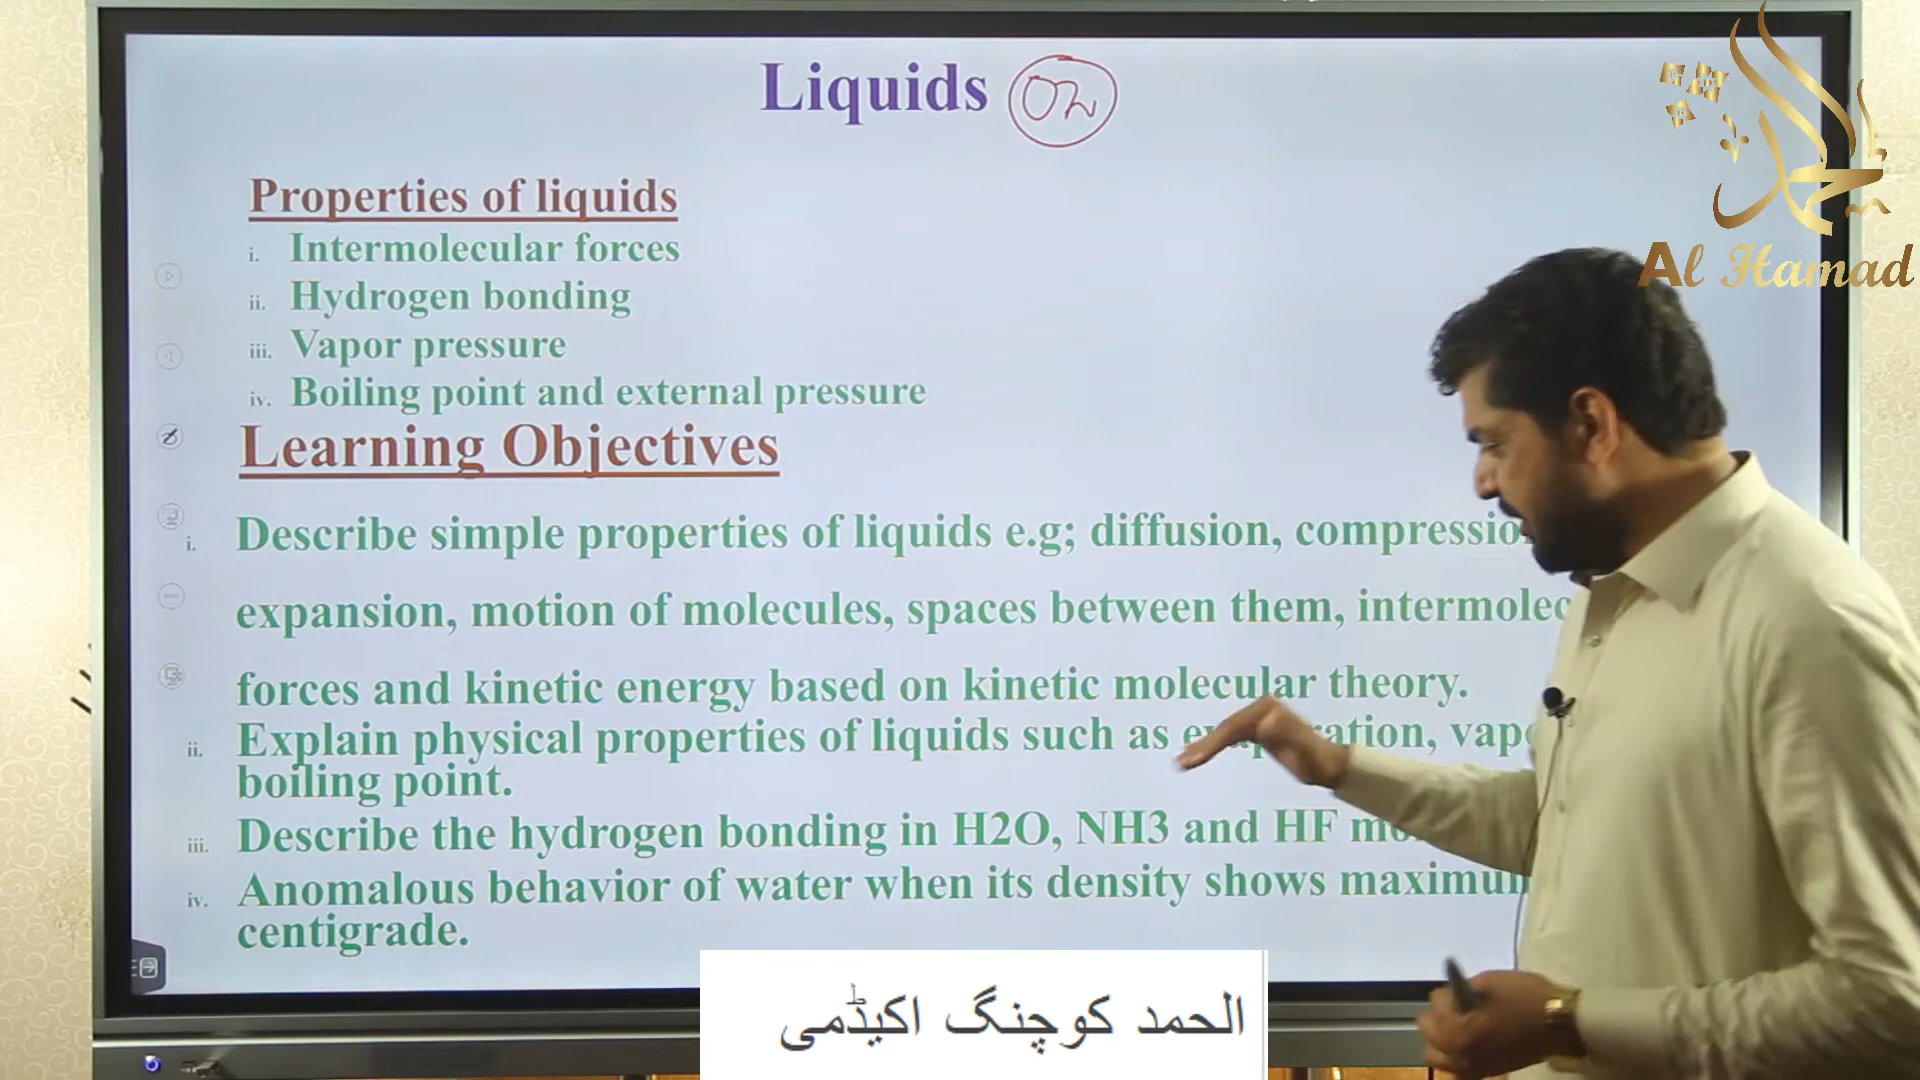 Liquids
Properties of liquids
i. Intermolecular forces
ii. Hydrogen bonding
iii. Vapor pressure
iv. Boiling point and external pressure
Learning Objectives
i. Describe simple properties of liquids e.g; diffusion,
expansion, motion of molecules, spaces between them,
forces and kinetic energy based on kinetic molecular theory.
ii. Explain physical properties of liquids such as
boiling point.
iii. Describe the hydrogen bonding in H2O, NH3 and HF
iv. Anomalous behavior of water when its density shows
centigrade.
الحمد
Al Hamad
الحمد کوچنگ اکیڈمی